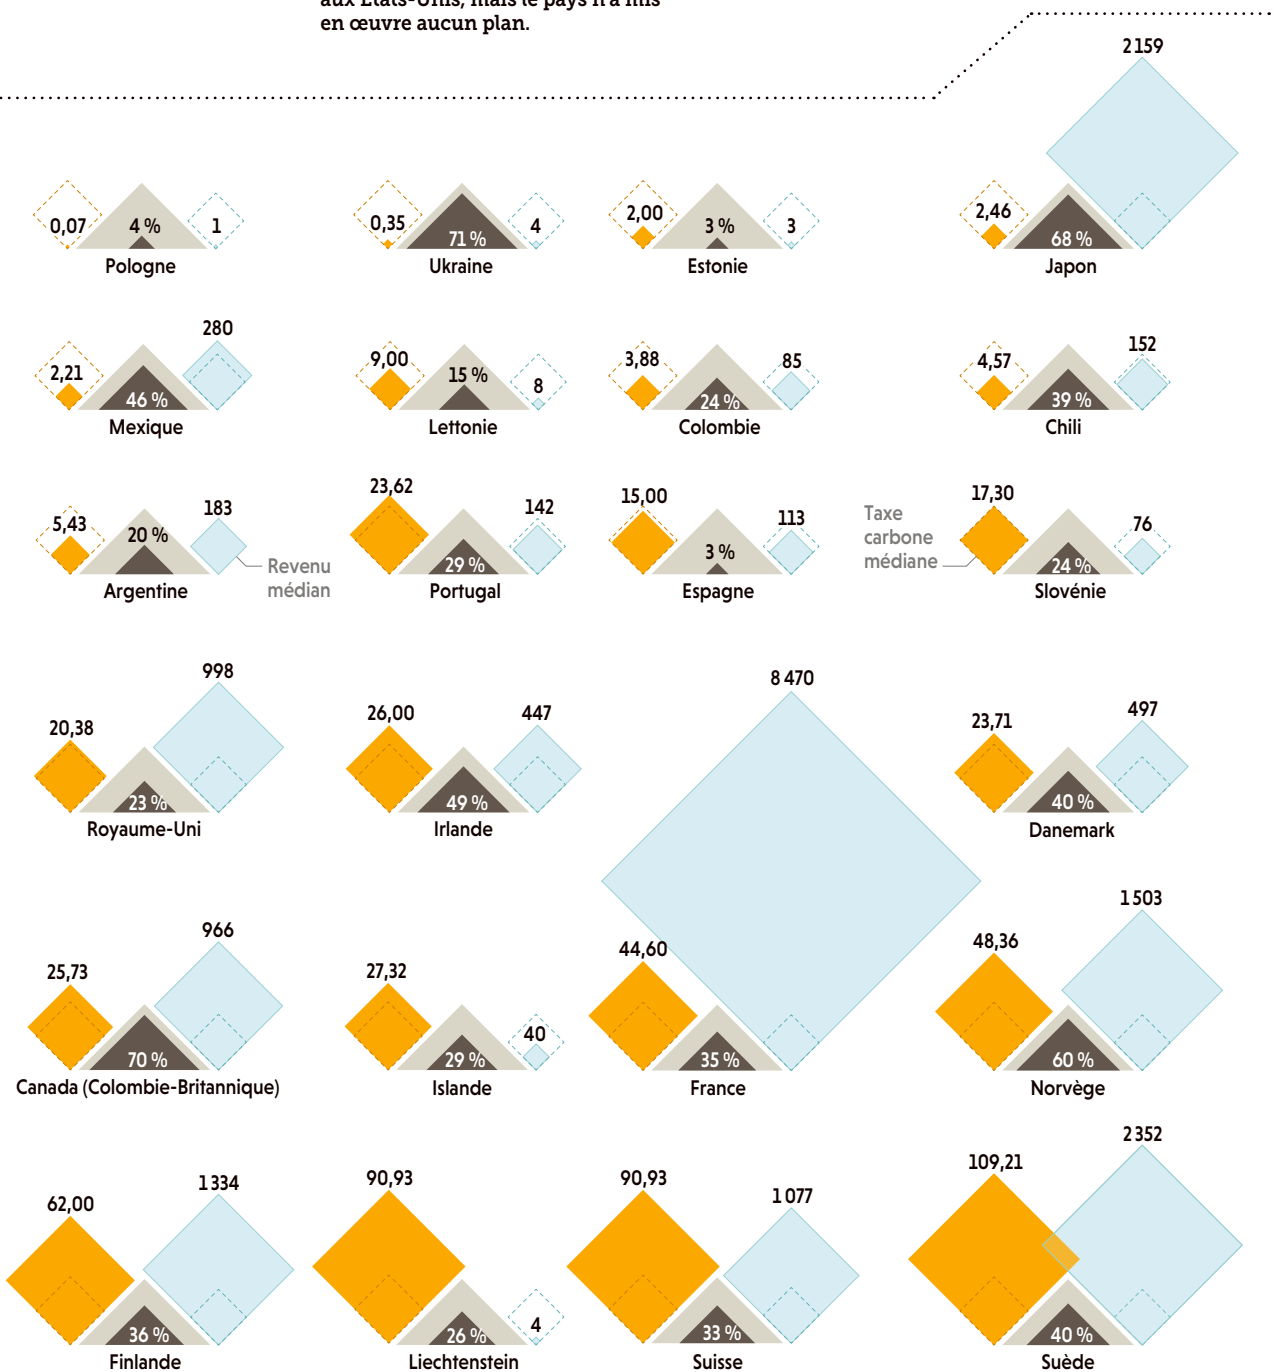 aux États-Unis, mais le pays n'a mis
en œuvre aucun plan.
2 159
0,07
4 %
1
Pologne
0,35
71 %
4
Ukraine
2,00
3 %
3
Estonie
2,46
68 %
Japon
2,21
46 %
280
Mexique
9,00
15 %
8
Lettonie
3,88
24 %
85
Colombie
4,57
39 %
152
Chili
5,43
20 %
183
Argentine
Revenu
médian
23,62
29 %
142
Portugal
15,00
3 %
113
Espagne
Taxe
carbone
médiane
17,30
24 %
76
Slovénie
20,38
23 %
998
Royaume-Uni
26,00
49 %
447
Irlande
8 470
23,71
40 %
497
Danemark
25,73
70 %
966
Canada (Colombie-Britannique)
27,32
29 %
40
Islande
44,60
35 %
France
48,36
60 %
1 503
Norvège
62,00
36 %
1 334
Finlande
90,93
26 %
4
Liechtenstein
90,93
33 %
1 077
Suisse
109,21
40 %
2 352
Suède